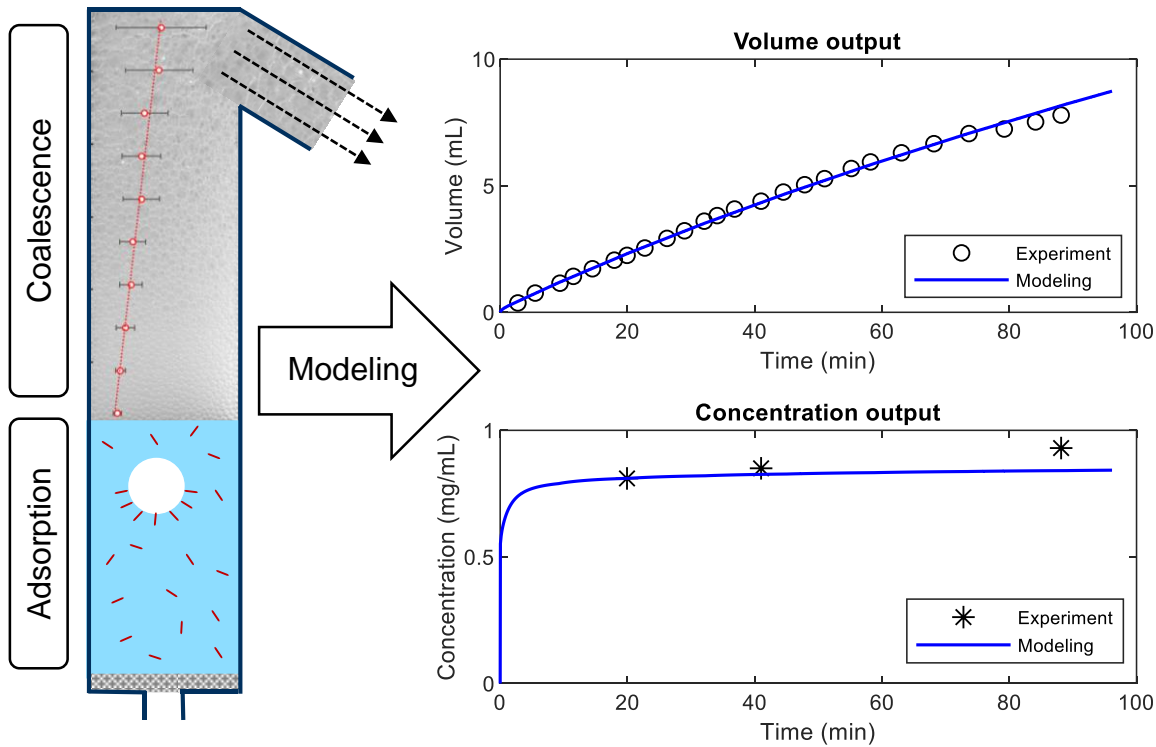 Coalescence
Adsorption
Modeling
Volume output
10
5
0
Volume (mL)
0
20
40
60
80
100
Time (min)
Experiment
Modeling
Concentration output
1
0.5
0
Concentration (mg/mL)
0
20
40
60
80
100
Time (min)
Experiment
Modeling